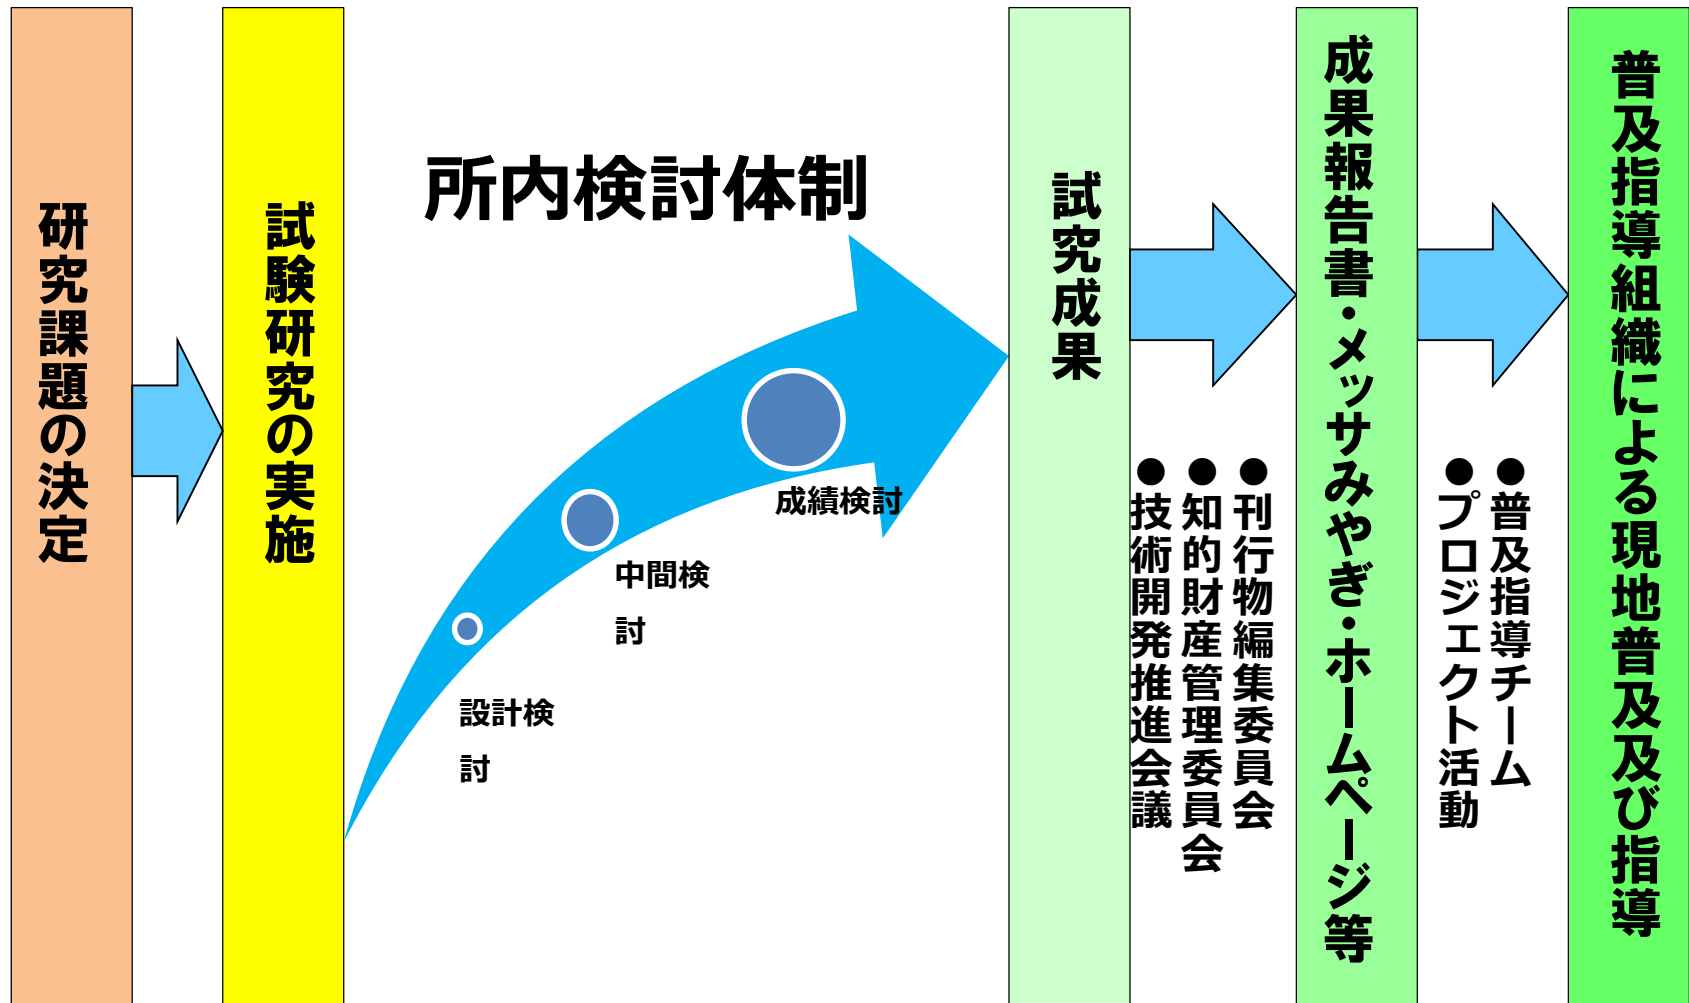 研究課題の決定
試験研究の実施
所内検討体制
設計検
討
中間検
討
成績検討
試究成果
●刊行物編集委員会
●知的財産管理委員会
●技術開発推進会議
成果報告書・メッサみやぎ・ホームページ等
●普及指導チーム
●プロジェクト活動
普及指導組織による現地普及及び指導